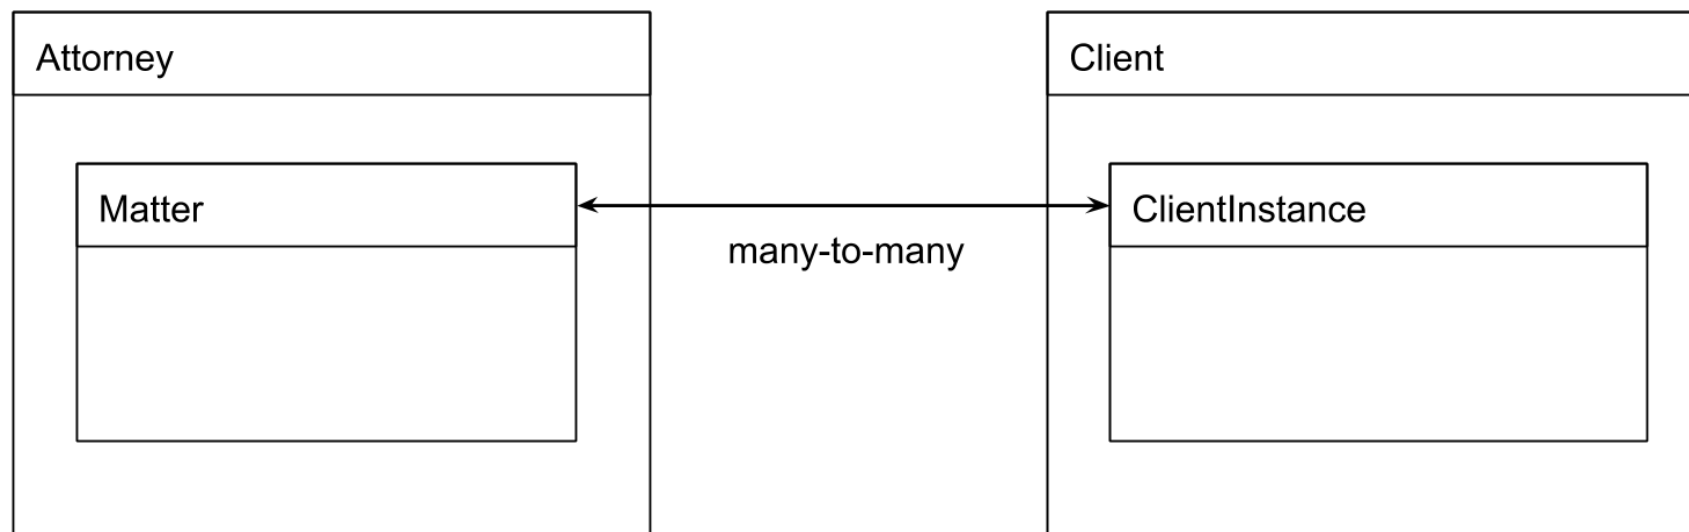 Attorney
Client
Matter
ClientInstance
many-to-many